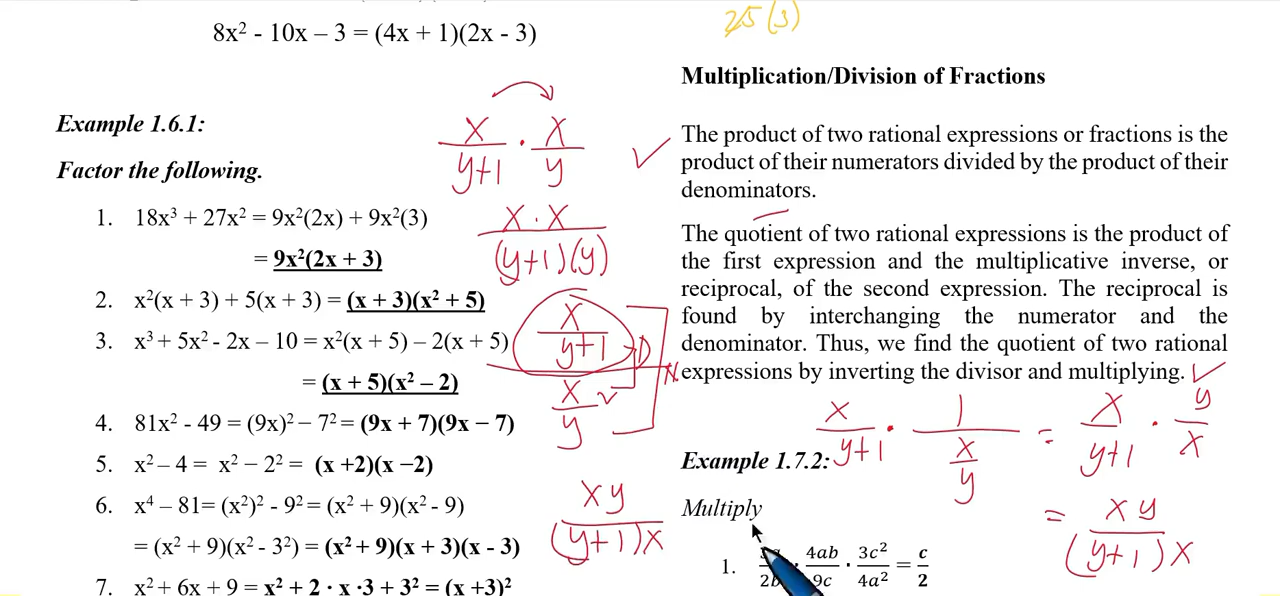 8x² - 10x – 3 = (4x + 1)(2x - 3)
Example 1.6.1:
Factor the following.
1. 18x³ + 27x² = 9x²(2x) + 9x²(3)
= 9x²(2x + 3)
2. x²(x + 3) + 5(x + 3) = (x + 3)(x² + 5)
3. x³ + 5x² - 2x – 10 = x²(x + 5) – 2(x + 5)
= (x + 5)(x² – 2)
4. 81x² - 49 = (9x)² – 7² = (9x + 7)(9x – 7)
5. x² – 4 = x² – 2² = (x +2)(x –2)
6. x⁴ – 81= (x²)² - 9² = (x² + 9)(x² - 9)
= (x² + 9)(x² - 3²) = (x² + 9)(x + 3)(x - 3)
7. x² + 6x + 9 = x² + 2 · x ·3 + 3² = (x +3)²
x/y+1 · x/y
x · x/(y+1)(y)
x/y+1
x/y
xy/(y+1)x
25(3)
Multiplication/Division of Fractions
The product of two rational expressions or fractions is the
product of their numerators divided by the product of their
denominators.
The quotient of two rational expressions is the product of
the first expression and the multiplicative inverse, or
reciprocal, of the second expression. The reciprocal is
found by interchanging the numerator and the
denominator. Thus, we find the quotient of two rational
expressions by inverting the divisor and multiplying.
x/y+1 · 1/(x/y) = x/y+1 · y/x
= xy/(y+1)x
Example 1.7.2:
Multiply
1. · 4ab/9c · 3c²/4a² = c/2